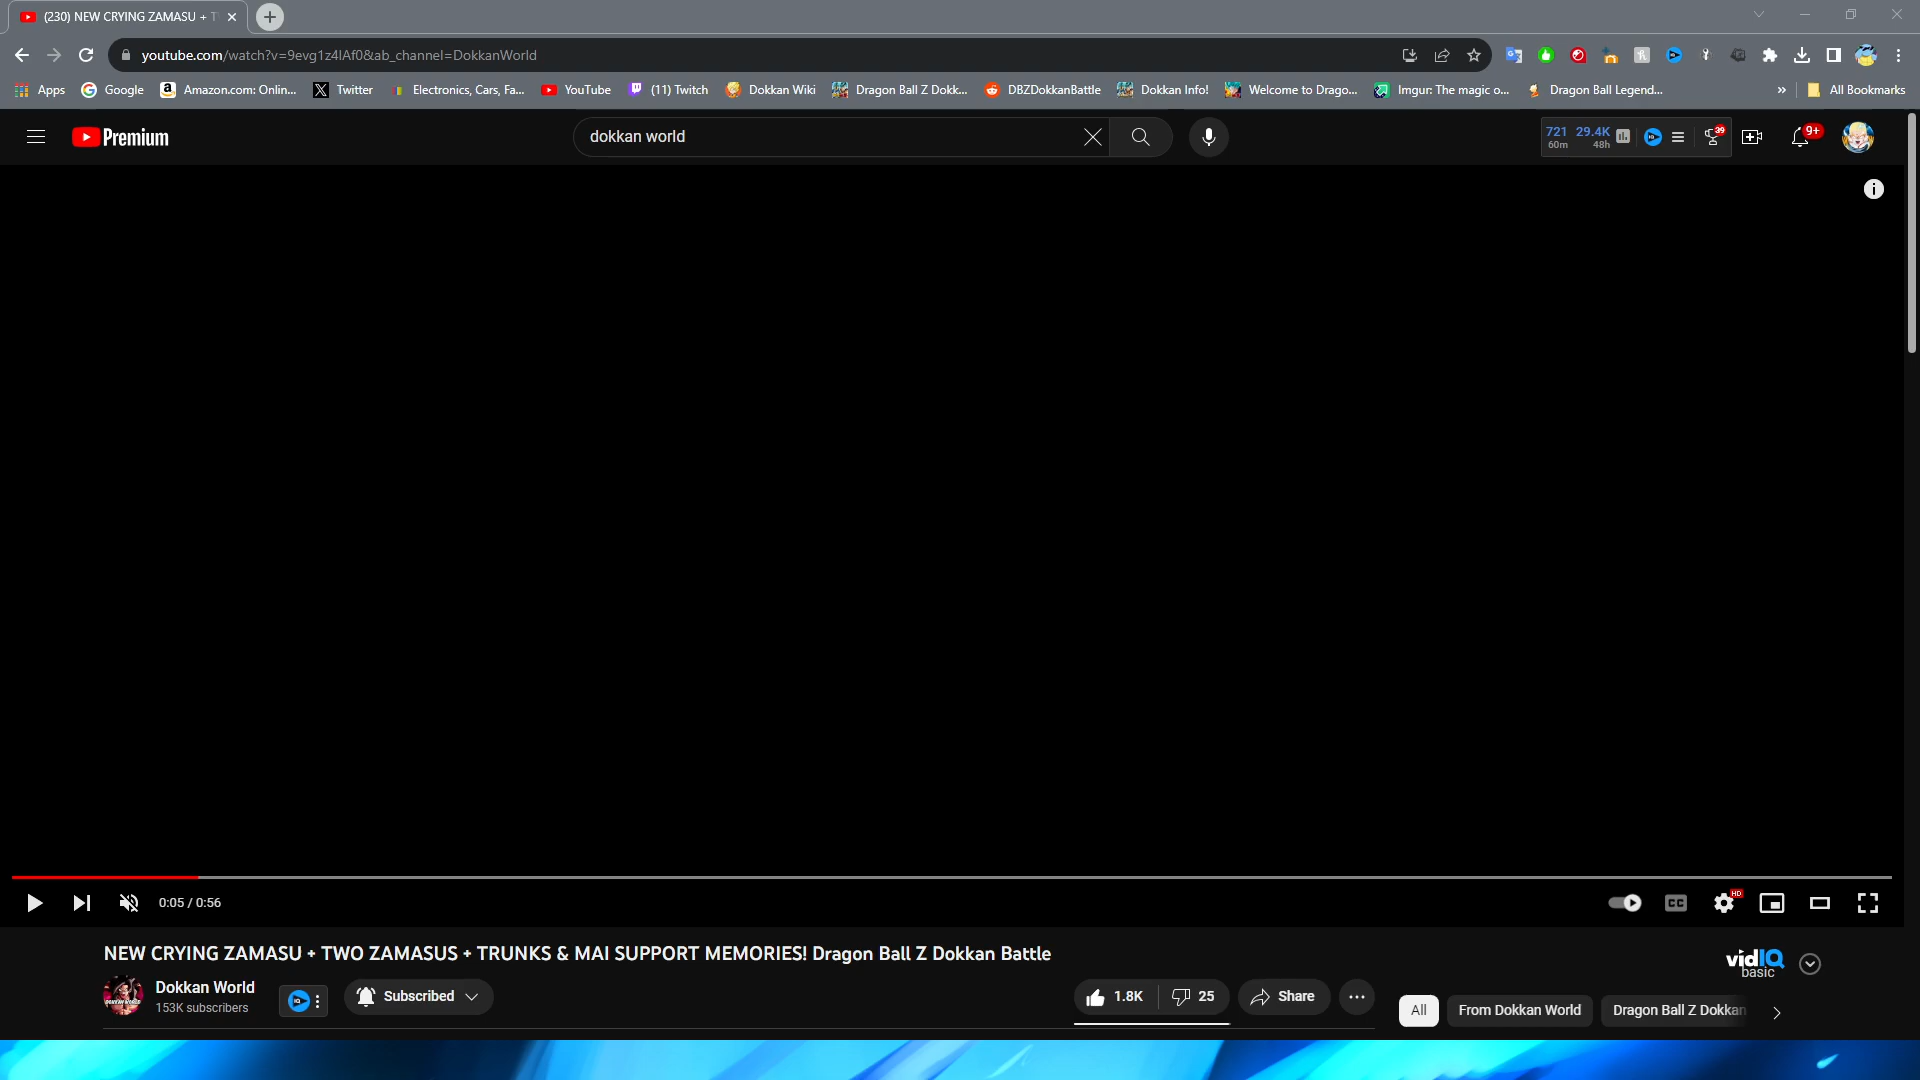 (230) NEW CRYING ZAMASU + T
youtube.com/watch?v=9evg1z4lAf0&ab_channel=DokkanWorld
Apps
Google
Amazon.com: Onlin...
Twitter
Electronics, Cars, Fa...
YouTube
(11) Twitch
Dokkan Wiki
Dragon Ball Z Dokk...
DBZDokkanBattle
Dokkan Info!
Welcome to Drago...
Imgur: The magic o...
Dragon Ball Legend...
»
All Bookmarks
Premium
dokkan world
721 29.4K
60m 48h
39
9+
0:05 / 0:56
CC
HD
NEW CRYING ZAMASU + TWO ZAMASUS + TRUNKS & MAI SUPPORT MEMORIES! Dragon Ball Z Dokkan Battle
vidIQ
basic
Dokkan World
153K subscribers
Subscribed
1.8K
25
Share
All
From Dokkan World
Dragon Ball Z Dokkan